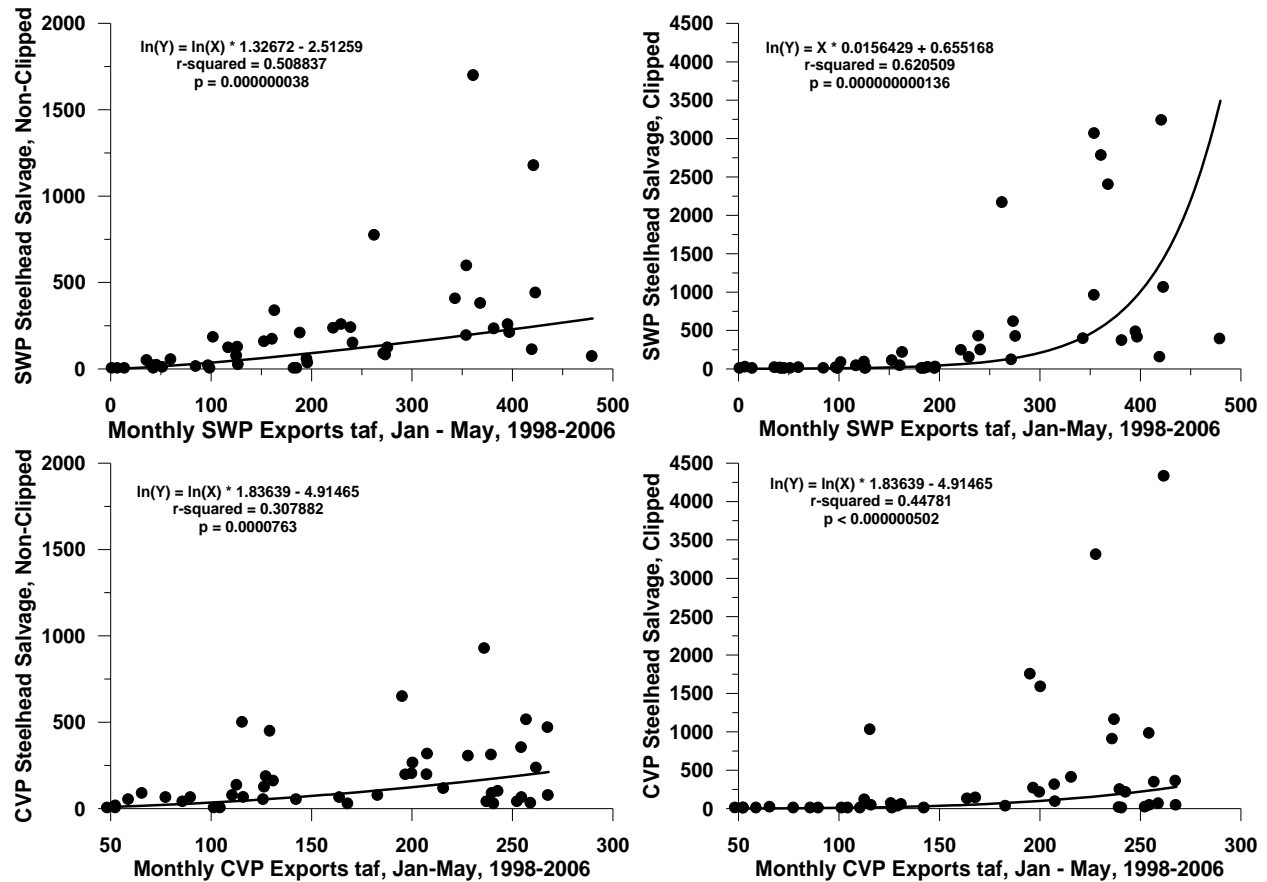 SWP Steelhead Salvage, Non-Clipped
2000
1500
1000
500
0
ln(Y) = ln(X) * 1.32672 - 2.51259
r-squared = 0.508837
p = 0.000000038
0 100 200 300 400 500
Monthly SWP Exports taf, Jan - May, 1998-2006
SWP Steelhead Salvage, Clipped
4500
4000
3500
3000
2500
2000
1500
1000
500
0
ln(Y) = X * 0.0156429 + 0.655168
r-squared = 0.620509
p = 0.000000000136
0 100 200 300 400 500
Monthly SWP Exports taf, Jan-May, 1998-2006
CVP Steelhead Salvage, Non-Clipped
2000
1500
1000
500
0
ln(Y) = ln(X) * 1.83639 - 4.91465
r-squared = 0.307882
p = 0.0000763
50 100 150 200 250 300
Monthly CVP Exports taf, Jan-May, 1998-2006
CVP Steelhead Salvage, Clipped
4500
4000
3500
3000
2500
2000
1500
1000
500
0
ln(Y) = ln(X) * 1.83639 - 4.91465
r-squared = 0.44781
p < 0.000000502
50 100 150 200 250 300
Monthly CVP Exports taf, Jan - May, 1998-2006